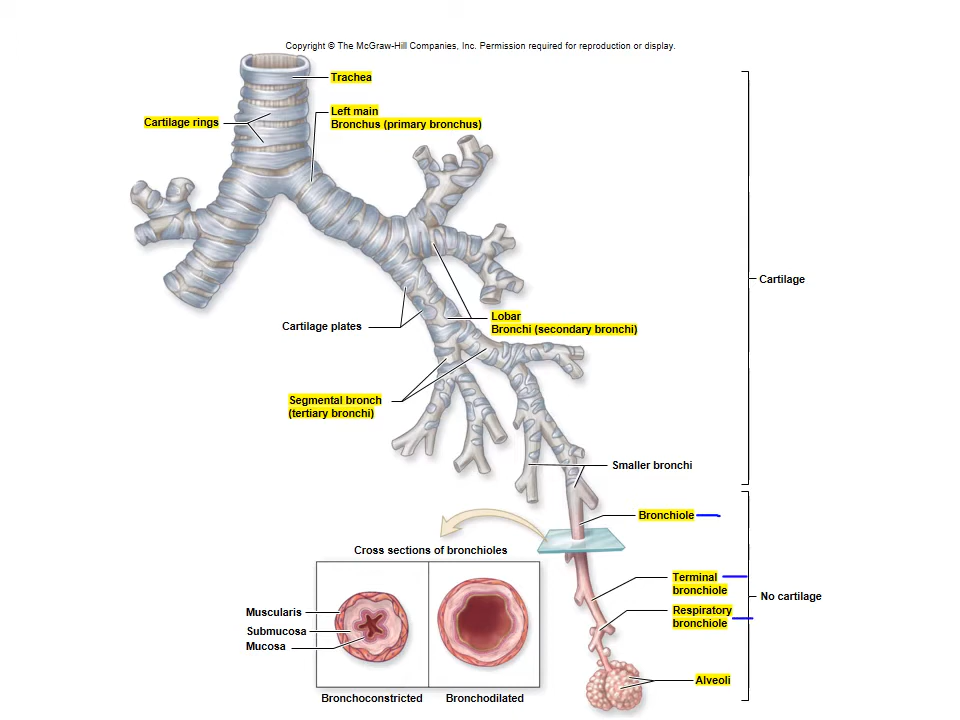 Copyright © The McGraw-Hill Companies, Inc. Permission required for reproduction or display.
Trachea
Left main
Bronchus (primary bronchus)
Cartilage rings
Cartilage
Cartilage plates
Lobar
Bronchi (secondary bronchi)
Segmental bronch
(tertiary bronchi)
Smaller bronchi
Bronchiole
Cross sections of bronchioles
Terminal
bronchiole
No cartilage
Respiratory
bronchiole
Muscularis
Submucosa
Mucosa
Alveoli
Bronchoconstricted
Bronchodilated